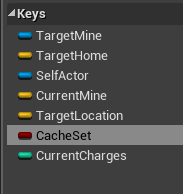 Keys
TargetMine
TargetHome
SelfActor
CurrentMine
TargetLocation
CacheSet
CurrentCharges